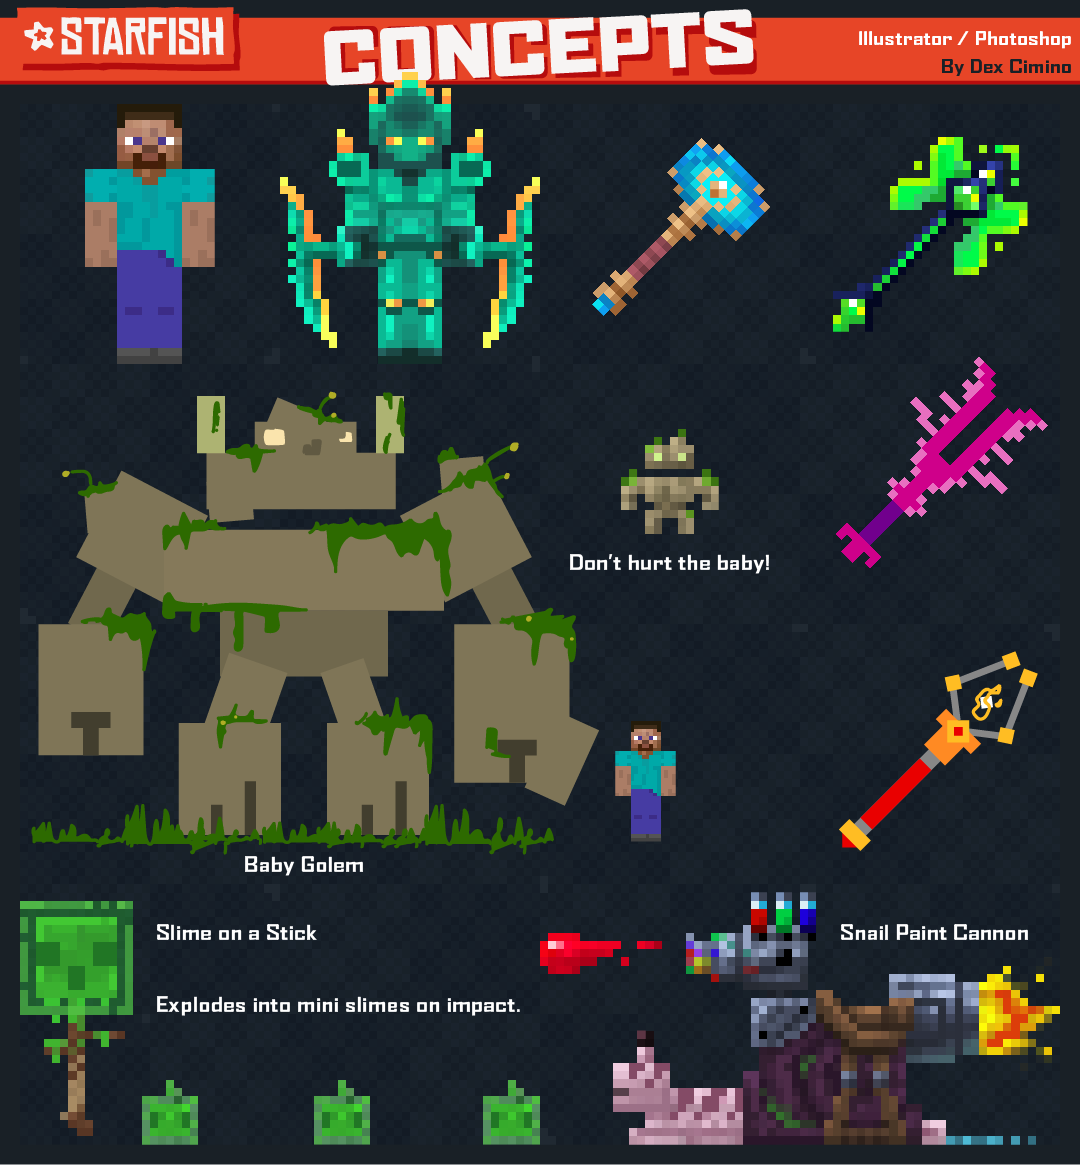 STARFISH
CONCEPTS
Illustrator / Photoshop
By Dex Cimino
Don't hurt the baby!
Baby Golem
Slime on a Stick
Snail Paint Cannon
Explodes into mini slimes on impact.